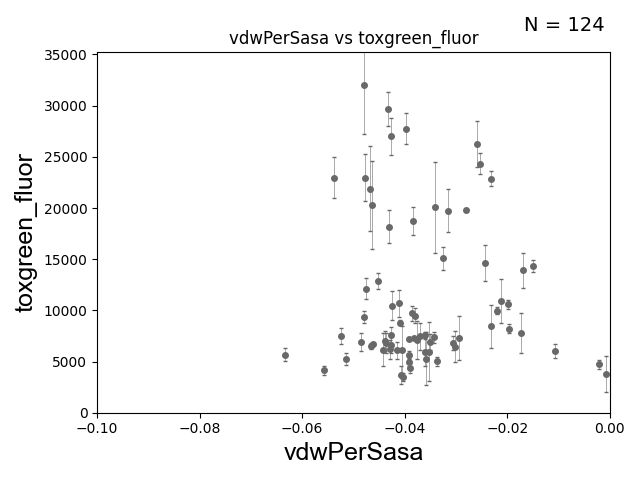 N = 124
vdwPerSasa vs toxgreen_fluor
35000
30000
25000
20000
15000
10000
5000
0
toxgreen_fluor
−0.10 −0.08 −0.06 −0.04 −0.02 0.00
vdwPerSasa